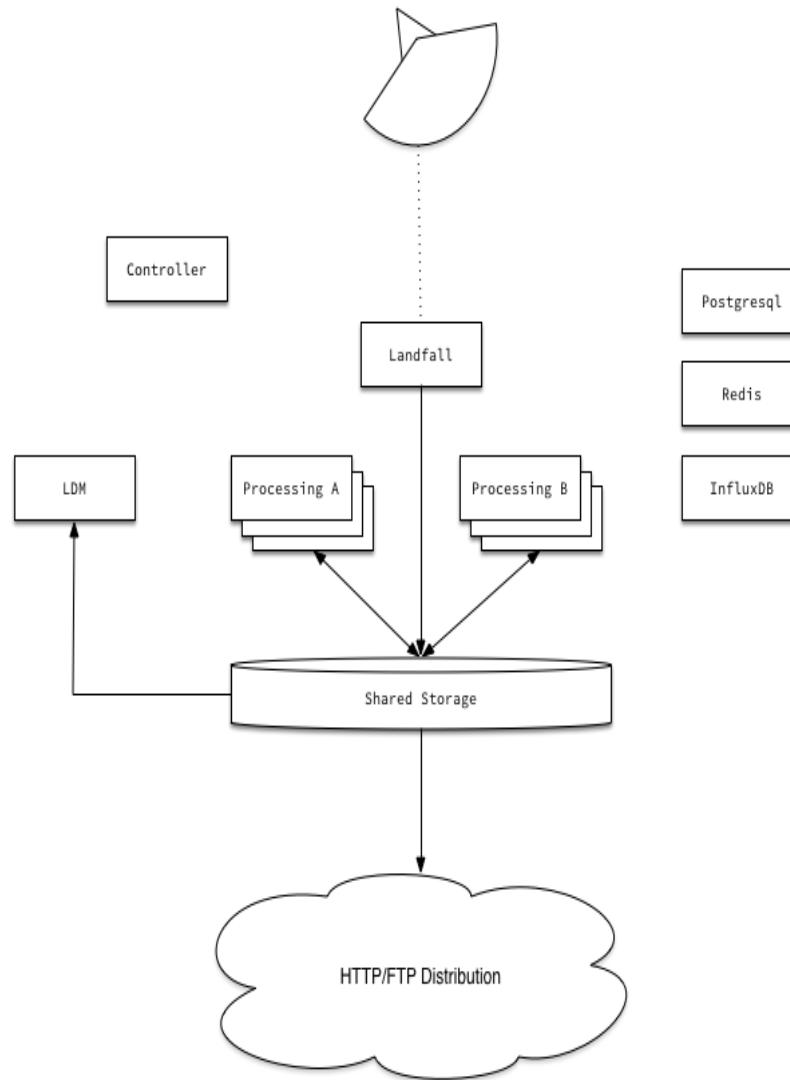 Controller
Postgresql
Landfall
Redis
LDM
Processing A
Processing B
InfluxDB
Shared Storage
HTTP/FTP Distribution